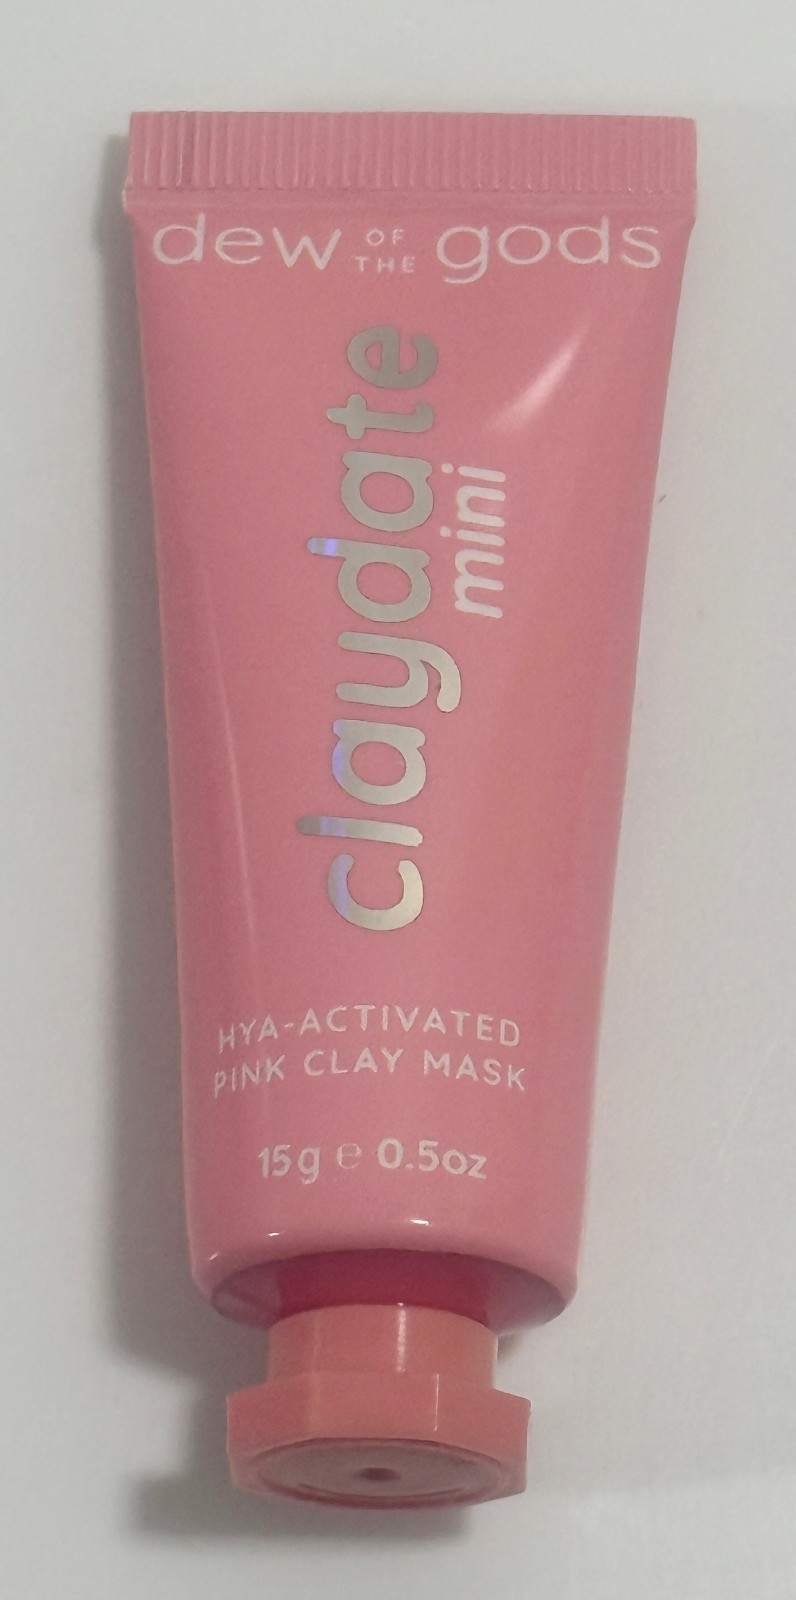 dew OF THE gods
claydate
mini
HYA-ACTIVATED
PINK CLAY MASK
15g ℮ 0.5oz